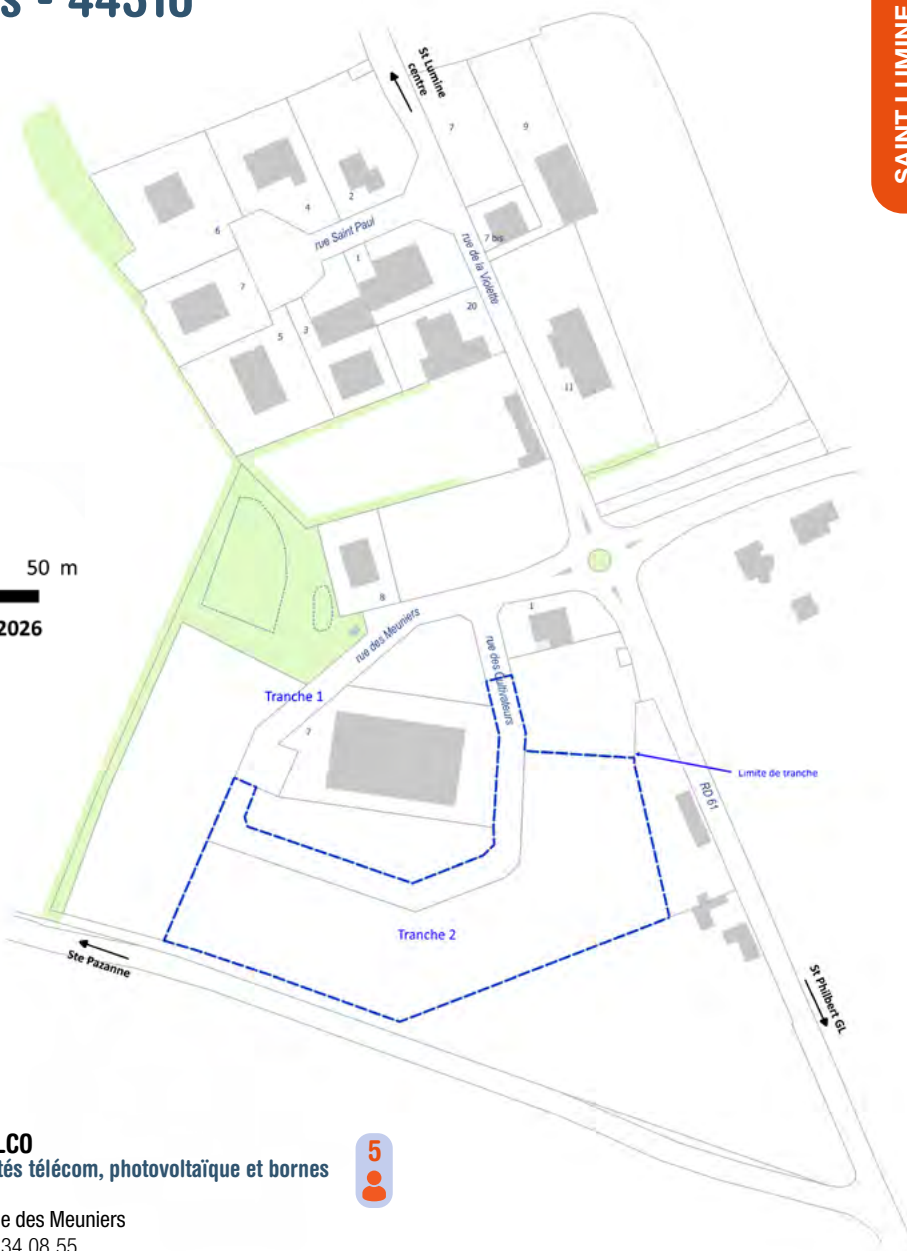 s - 44310
SAINT LUMINE
St Lumine
centre
7
9
2
4
6
rue Saint Paul
7 bis
1
rue de la Violette
7
20
3
5
11
50 m
2026
8
1
rue des Meuniers
rue des Cultivateurs
Tranche 1
Limite de tranche
RD 61
Tranche 2
Ste Pazanne
St Philbert GL
LCO
tés télécom, photovoltaïque et bornes
5
e des Meuniers
34 08 55